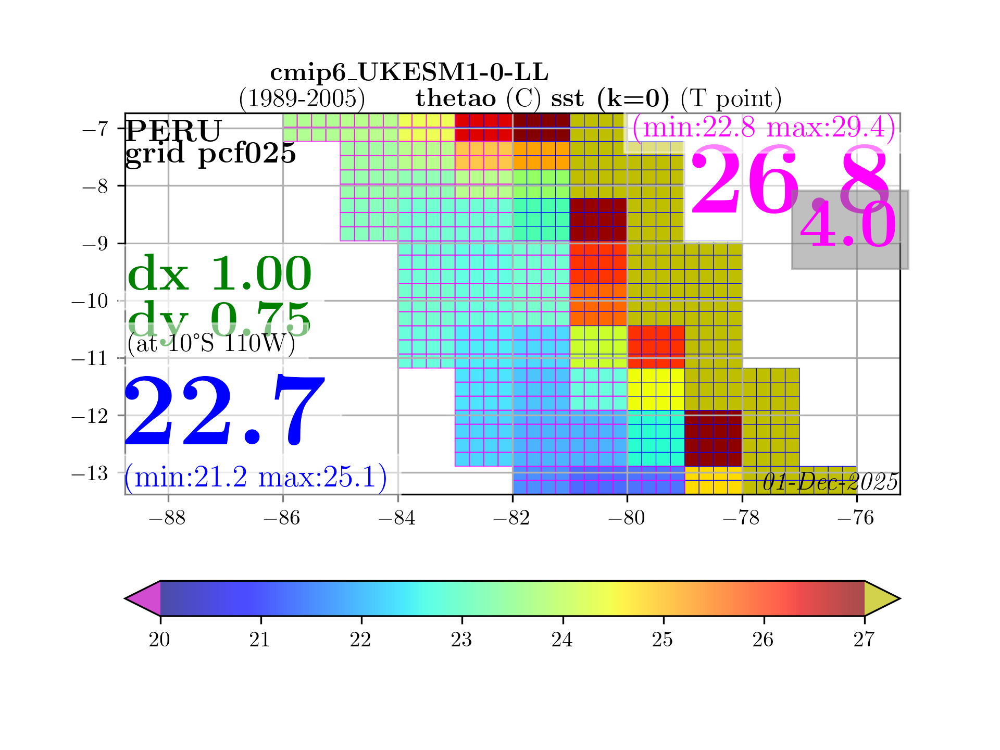 cmip6_UKESM1-0-LL
(1989-2005) thetao (C) sst (k=0) (T point)
PERU
grid pcf025
(min:22.8 max:29.4)
26.8
4.0
dx 1.00
dy 0.75
(at 10°S 110W)
22.7
(min:21.2 max:25.1)
01-Dec-2025
−7
−8
−9
−10
−11
−12
−13
−88 −86 −84 −82 −80 −78 −76
20 21 22 23 24 25 26 27